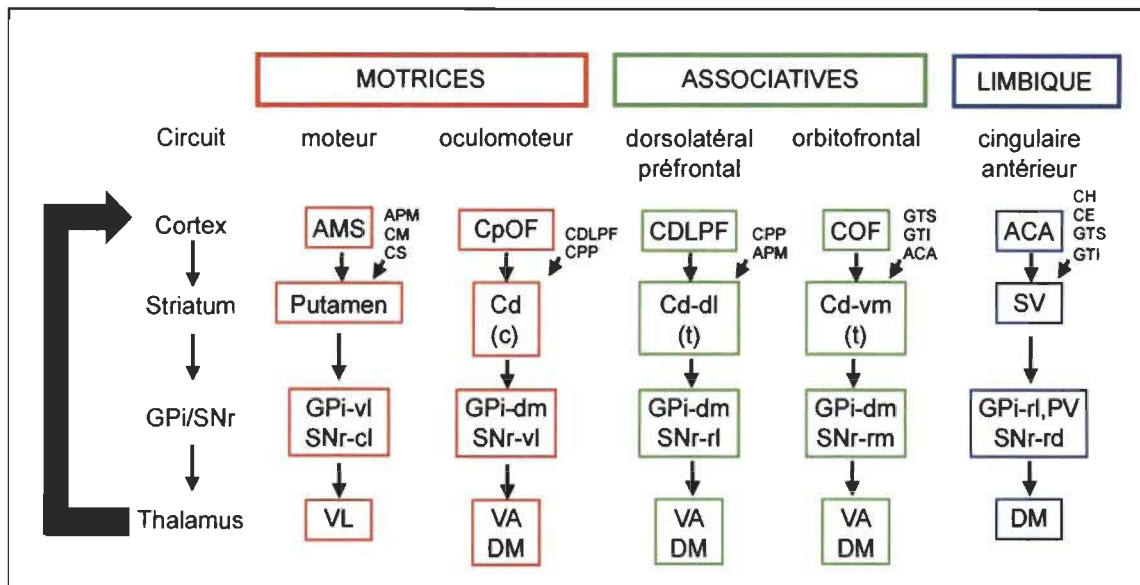 MOTRICES
ASSOCIATIVES
LIMBIQUE
Circuit
moteur
oculomoteur
dorsolatéral
préfrontal
orbitofrontal
cingulaire
antérieur
Cortex
AMS
APM
CM
CS
CpOF
CDLPF
CPP
CDLPF
CPP
APM
COF
GTS
GTI
ACA
ACA
CH
CE
GTS
GTI
Striatum
Putamen
Cd
(c)
Cd-dl
(t)
Cd-vm
(t)
SV
GPi/SNr
GPi-vl
SNr-cl
GPi-dm
SNr-vl
GPi-dm
SNr-rl
GPi-dm
SNr-rm
GPi-rl,PV
SNr-rd
Thalamus
VL
VA
DM
VA
DM
VA
DM
DM